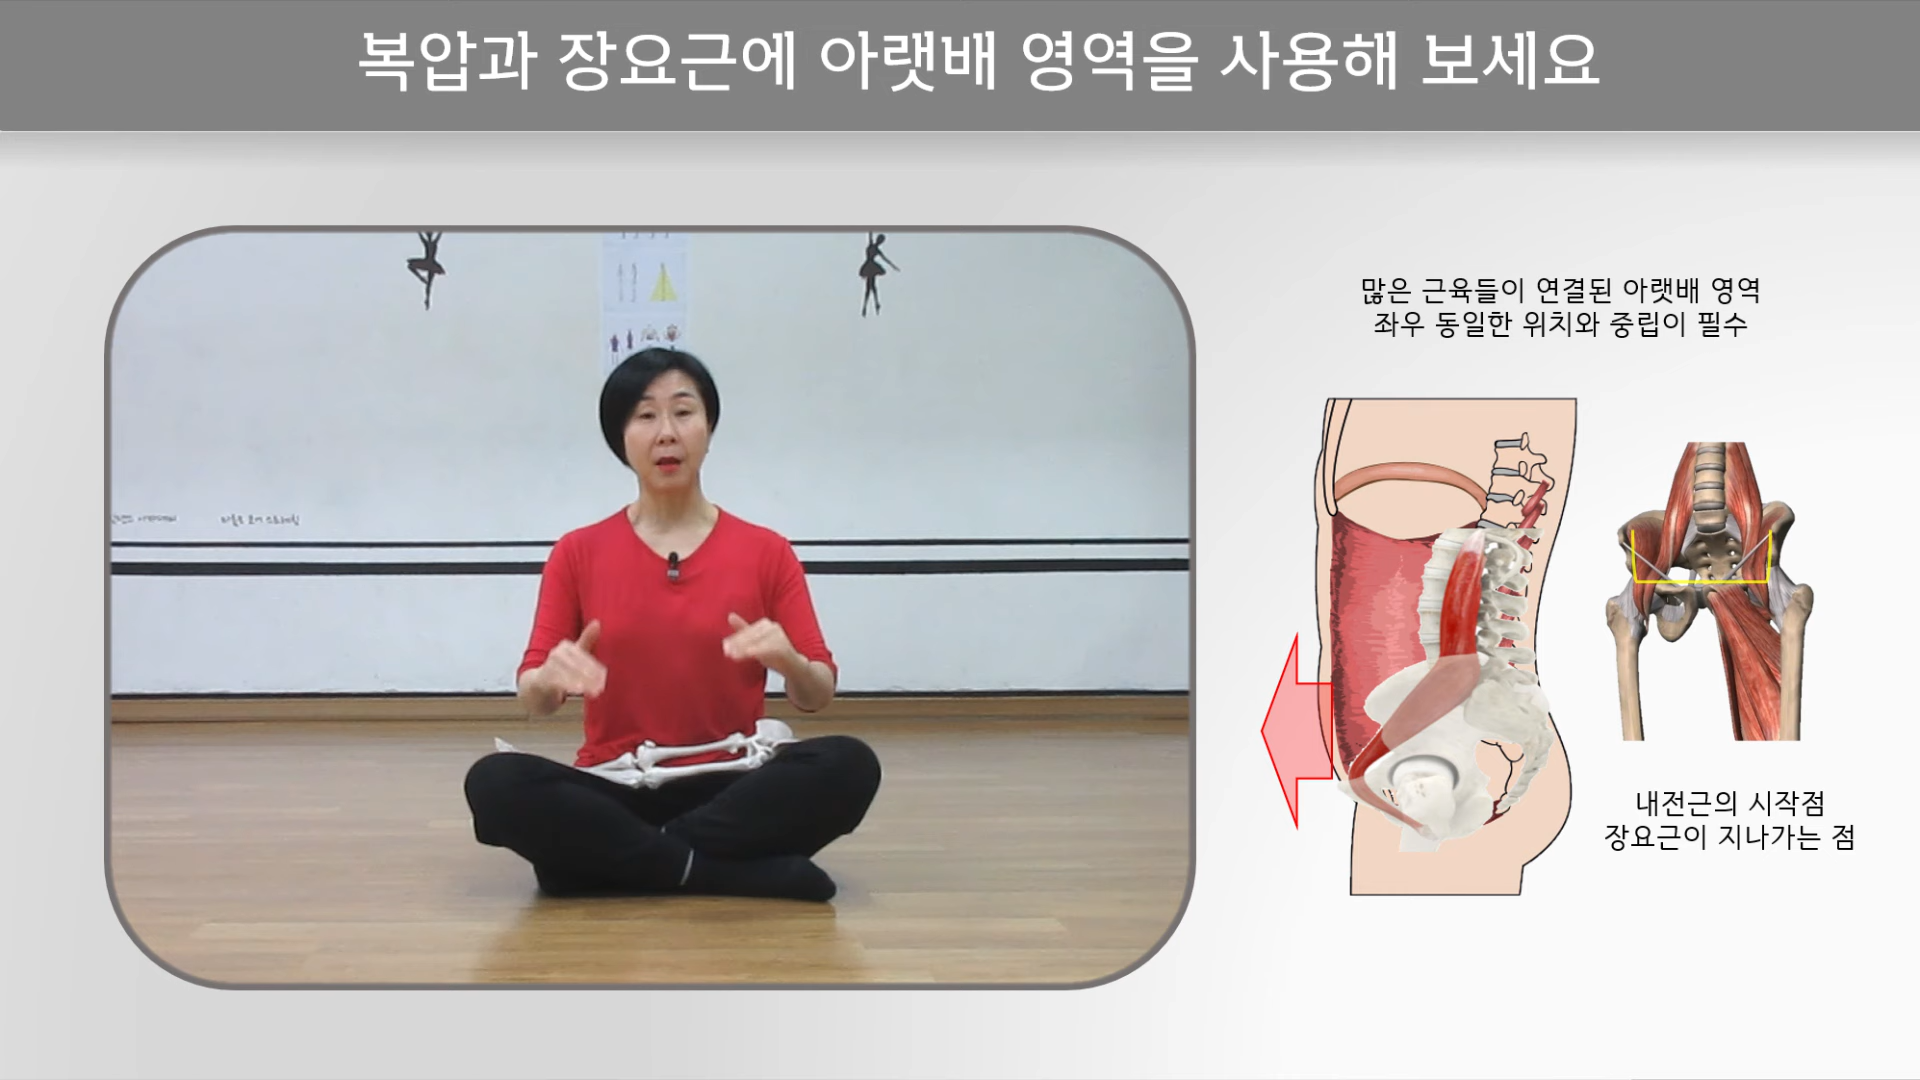 복압과 장요근에 아랫배 영역을 사용해 보세요
많은 근육들이 연결된 아랫배 영역
좌우 동일한 위치와 중립이 필수
내전근의 시작점
장요근이 지나가는 점